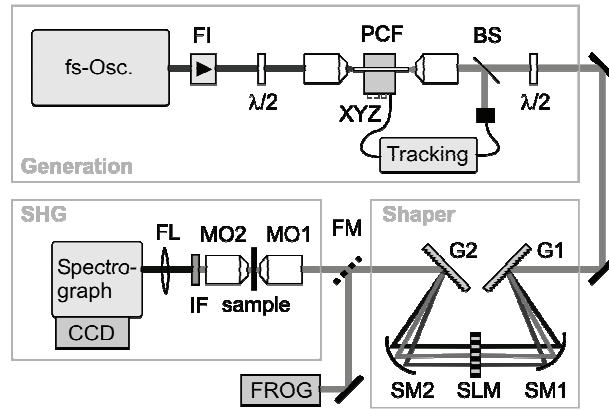 FI
PCF
BS
fs-Osc.
λ/2
XYZ
λ/2
Tracking
Generation
SHG
Shaper
FL
MO2
MO1
FM
G2
G1
Spectro-
graph
IF
sample
CCD
FROG
SM2
SLM
SM1